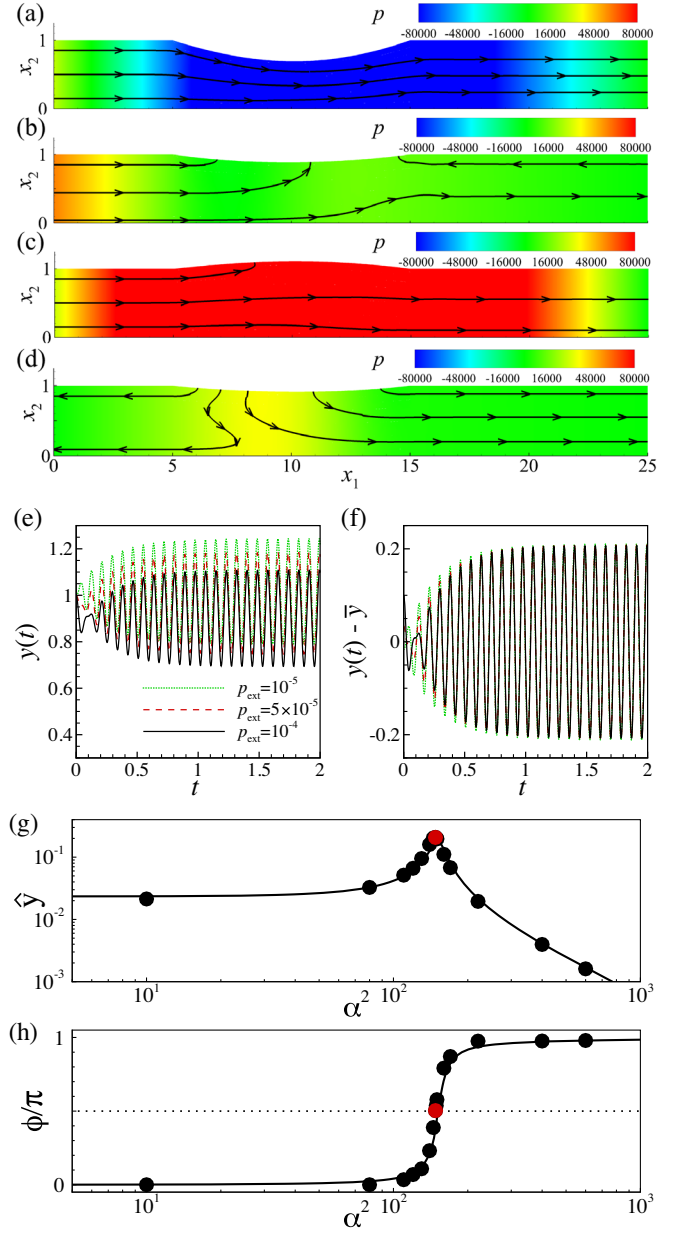 (a) p -80000 -48000 -16000 16000 48000 80000
x2 1 0
(b) p -80000 -48000 -16000 16000 48000 80000
x2 1 0
(c) p -80000 -48000 -16000 16000 48000 80000
x2 1 0
(d) p -80000 -48000 -16000 16000 48000 80000
x2 1 0
0 5 10 15 20 25
x1
(e)
y(t)
1.2
1
0.8
0.6
0.4
pext=10-5
pext=5×10-5
pext=10-4
0 0.5 1 1.5 2
t
(f)
y(t) - y̅
0.2
0
-0.2
0 0.5 1 1.5 2
t
(g)
ŷ
10-1
10-2
10-3
101 102 103
α2
(h)
ϕ/π
1
0
101 102 103
α2